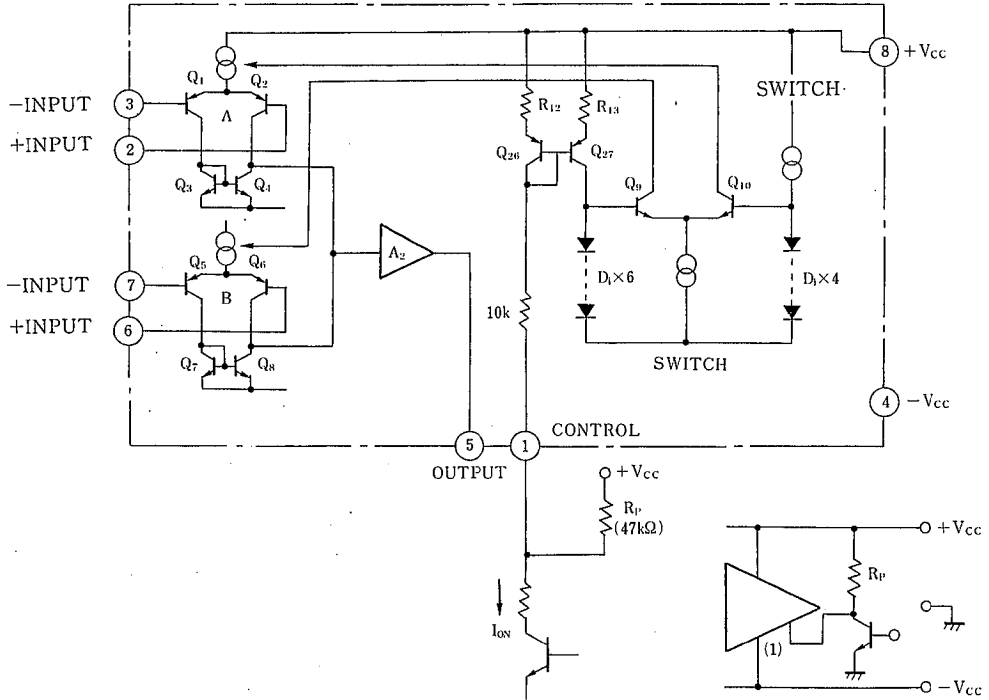 8
+Vcc
Q1
Q2
-INPUT
3
A
+INPUT
2
Q3
Q4
R12
R13
Q26
Q27
Q9
Q10
SWITCH
Q5
Q6
-INPUT
7
B
+INPUT
6
Q7
Q8
A2
10k
Di×6
Di×4
SWITCH
4
-Vcc
5
1
CONTROL
OUTPUT
+Vcc
RP
(47kΩ)
ION
+Vcc
RP
(1)
-Vcc